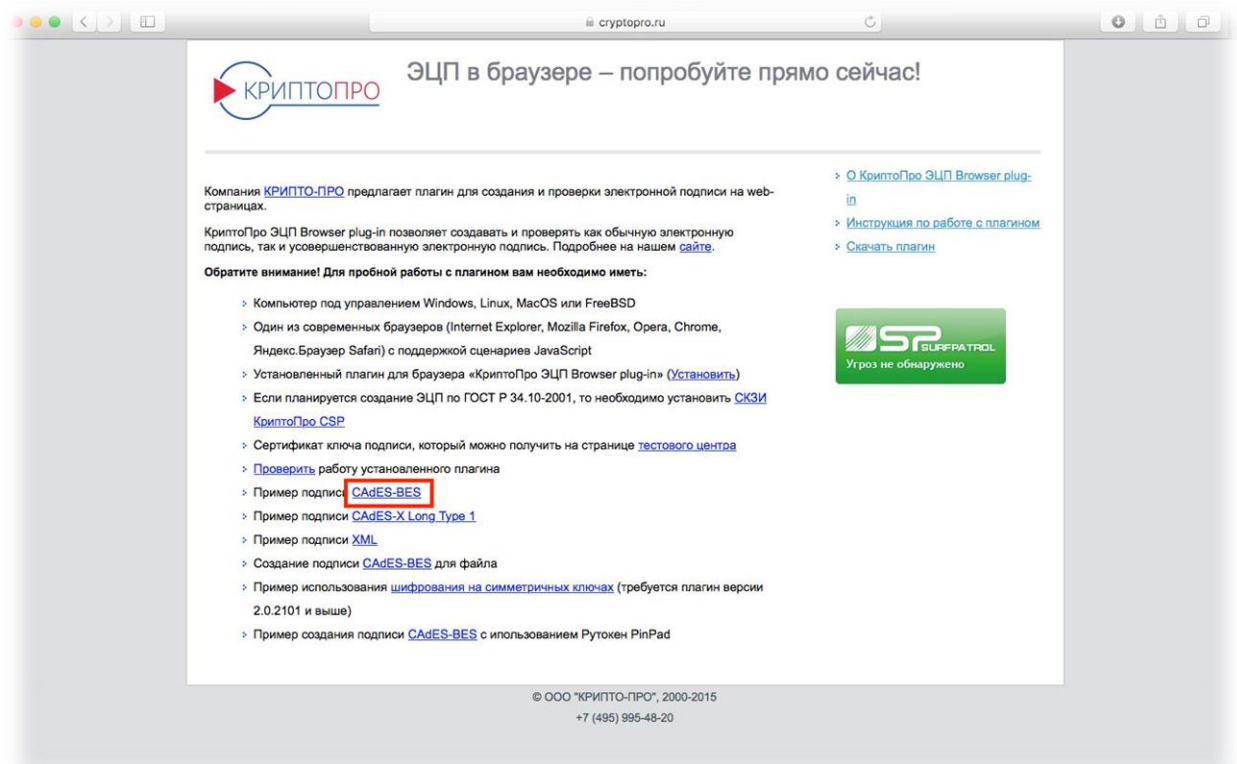 cryptopro.ru
КРИПТОПРО
ЭЦП в браузере – попробуйте прямо сейчас!
Компания КРИПТО-ПРО предлагает плагин для создания и проверки электронной подписи на web-
страницах.
КриптоПро ЭЦП Browser plug-in позволяет создавать и проверять как обычную электронную
подпись, так и усовершенствованную электронную подпись. Подробнее на нашем сайте.
Обратите внимание! Для пробной работы с плагином вам необходимо иметь:
Компьютер под управлением Windows, Linux, MacOS или FreeBSD
Один из современных браузеров (Internet Explorer, Mozilla Firefox, Opera, Chrome,
Яндекс.Браузер Safari) с поддержкой сценариев JavaScript
Установленный плагин для браузера «КриптоПро ЭЦП Browser plug-in» (Установить)
Если планируется создание ЭЦП по ГОСТ Р 34.10-2001, то необходимо установить СКЗИ
КриптоПро CSP
Сертификат ключа подписи, который можно получить на странице тестового центра
Проверить работу установленного плагина
Пример подписи CAdES-BES
Пример подписи CAdES-X Long Type 1
Пример подписи XML
Создание подписи CAdES-BES для файла
Пример использования шифрования на симметричных ключах (требуется плагин версии
2.0.2101 и выше)
Пример создания подписи CAdES-BES с ипользованием Рутокен PinPad
О КриптоПро ЭЦП Browser plug-
in
Инструкция по работе с плагином
Скачать плагин
SP SURFPATROL
Угроз не обнаружено
© ООО "КРИПТО-ПРО", 2000-2015
+7 (495) 995-48-20